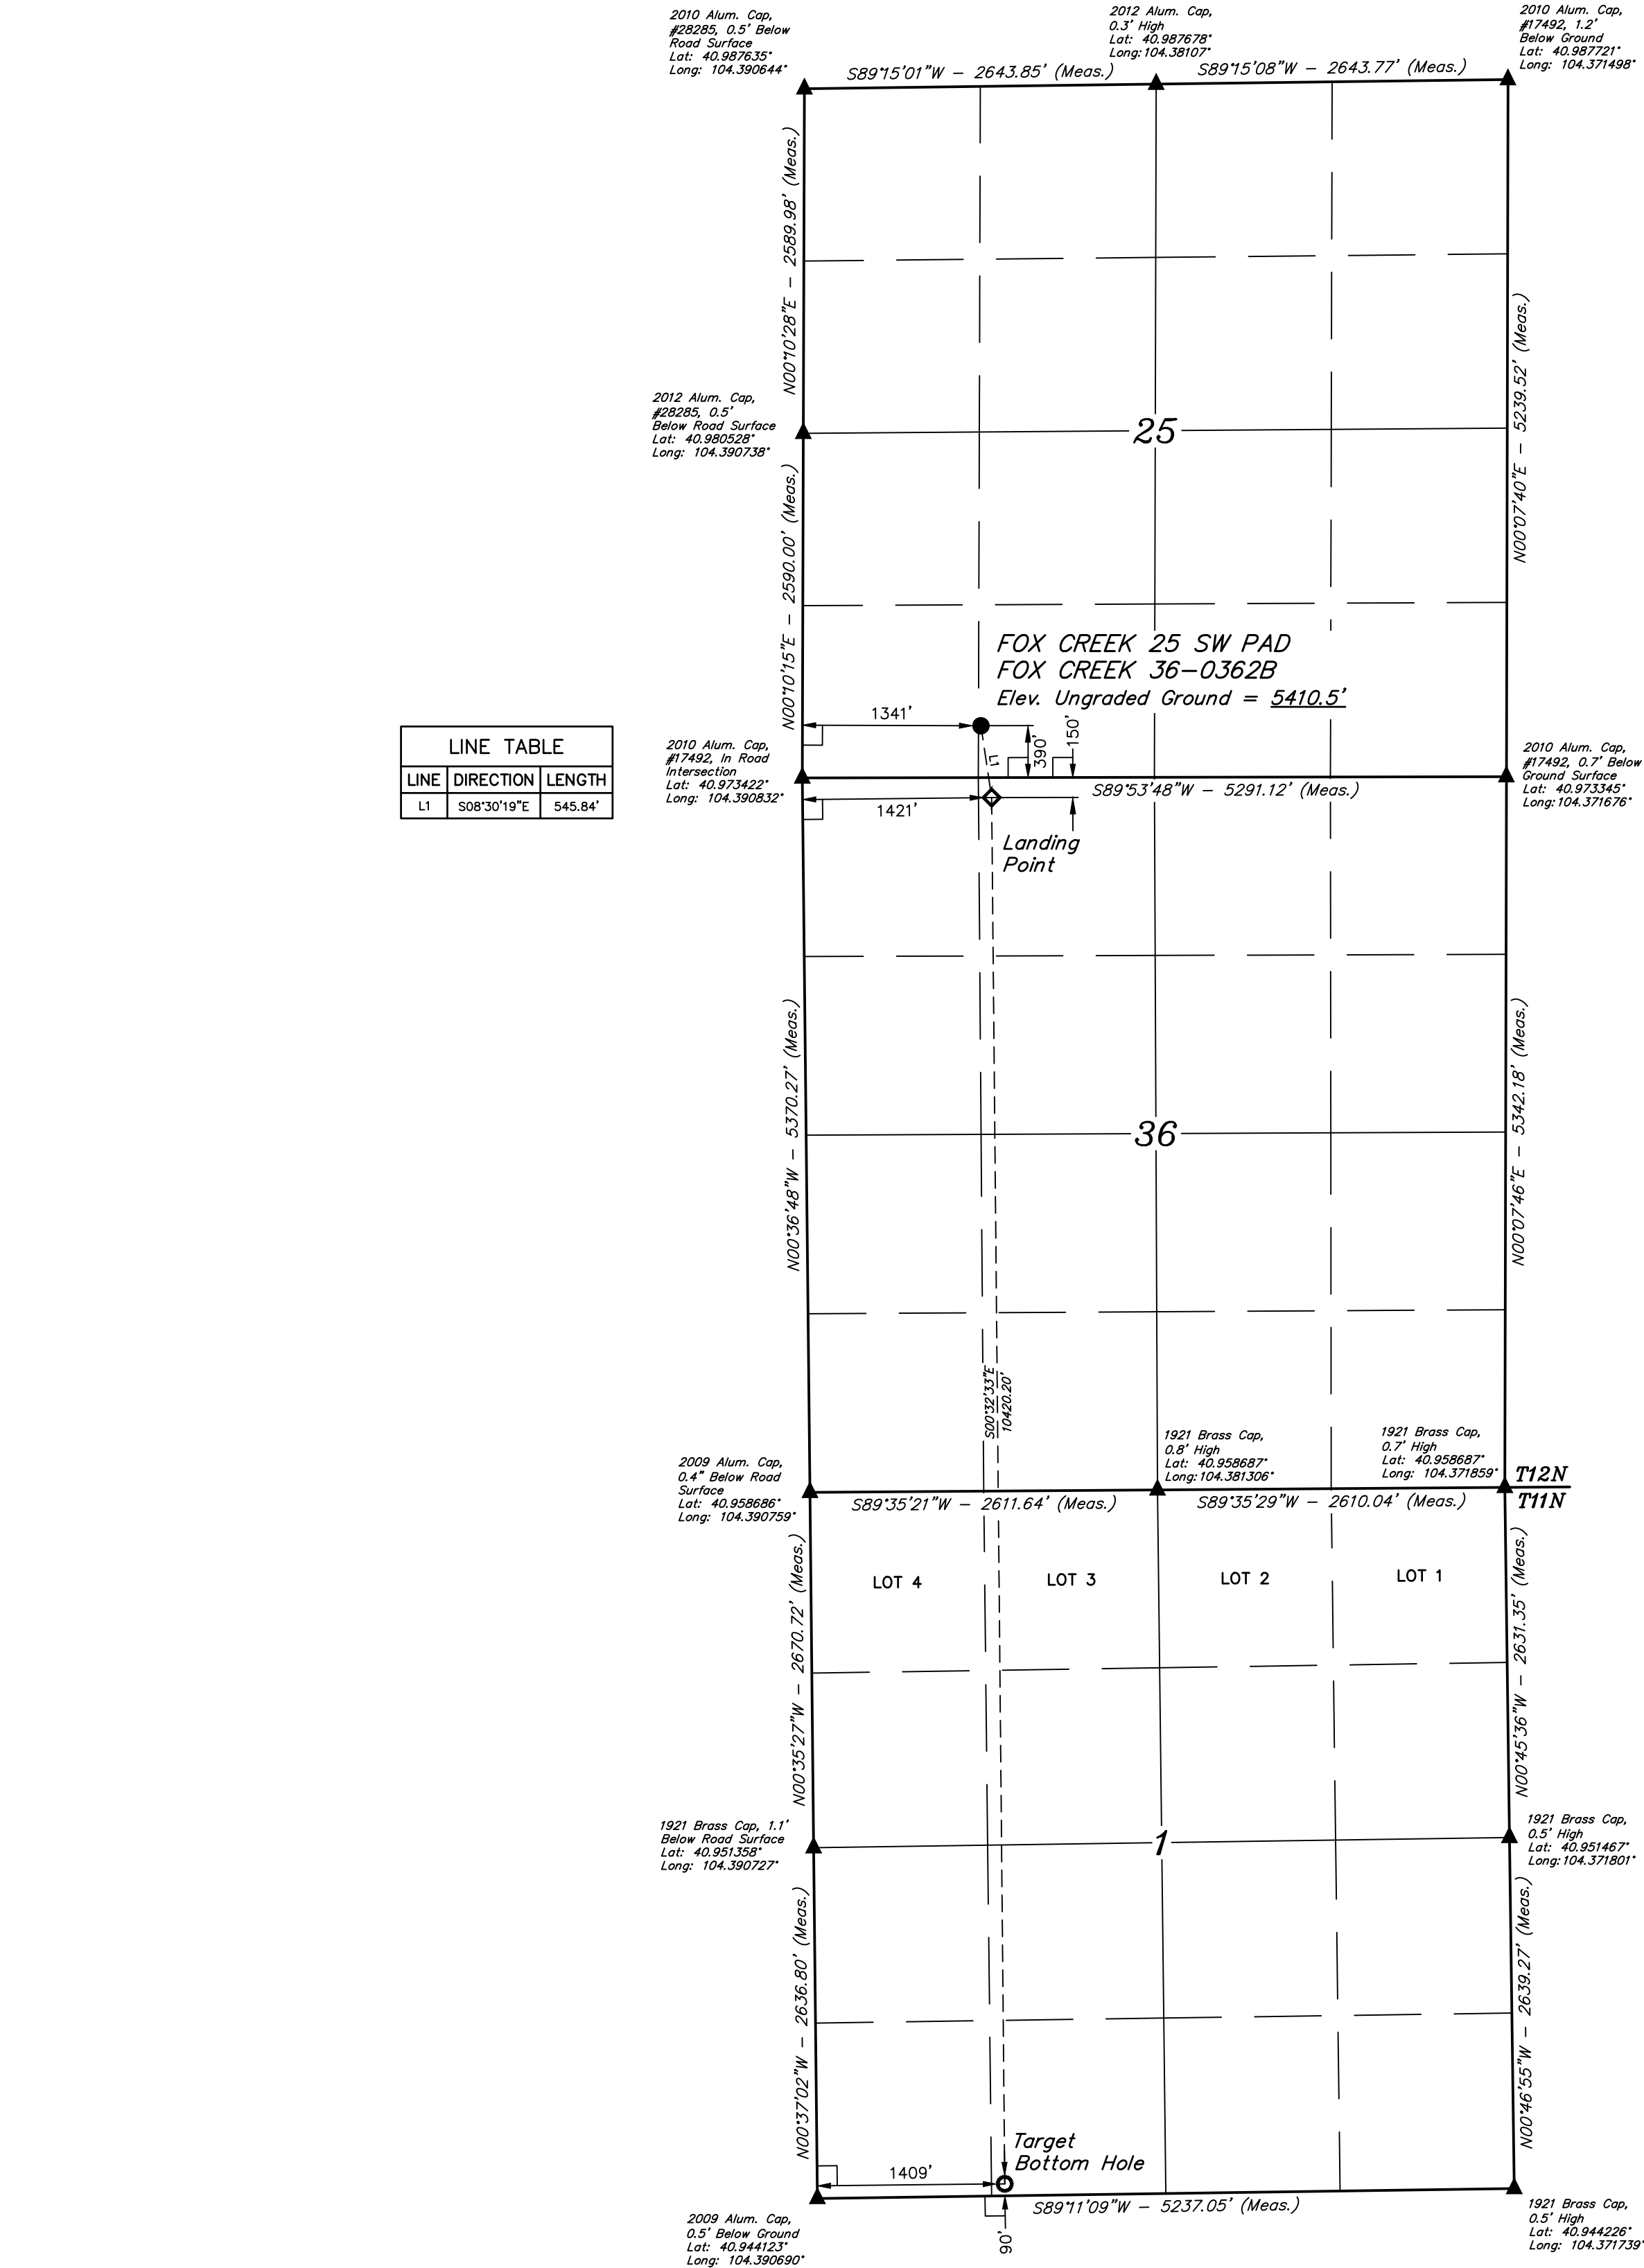 2010 Alum. Cap,
#28285, 0.5' Below
Road Surface
Lat: 40.987635°
Long: 104.390644°
2012 Alum. Cap,
0.3' High
Lat: 40.987678°
Long: 104.38107°
2010 Alum. Cap,
#17492, 1.2'
Below Ground
Lat: 40.987721°
Long: 104.371498°
S89°15'01"W - 2643.85' (Meas.)
S89°15'08"W - 2643.77' (Meas.)
N00°10'28"E - 2589.98' (Meas.)
N00°07'40"E - 5239.52' (Meas.)
2012 Alum. Cap,
#28285, 0.5'
Below Road Surface
Lat: 40.980528°
Long: 104.390738°
25
N00°10'15"E - 2590.00' (Meas.)
FOX CREEK 25 SW PAD
FOX CREEK 36-0362B
Elev. Ungraded Ground = 5410.5'
1341'
390'
150'
L1
LINE TABLE
LINE DIRECTION LENGTH
L1 S08°30'19"E 545.84'
2010 Alum. Cap,
#17492, In Road
Intersection
Lat: 40.973422°
Long: 104.390832°
2010 Alum. Cap,
#17492, 0.7' Below
Ground Surface
Lat: 40.973345°
Long: 104.371676°
S89°53'48"W - 5291.12' (Meas.)
1421'
Landing
Point
N00°36'48"W - 5370.27' (Meas.)
36
N00°07'46"E - 5342.18' (Meas.)
S00°32'33"E
10420.20'
2009 Alum. Cap,
0.4" Below Road
Surface
Lat: 40.958686°
Long: 104.390759°
1921 Brass Cap,
0.8' High
Lat: 40.958687°
Long: 104.381306°
1921 Brass Cap,
0.7' High
Lat: 40.958687°
Long: 104.371859°
T12N
T11N
S89°35'21"W - 2611.64' (Meas.)
S89°35'29"W - 2610.04' (Meas.)
LOT 4
LOT 3
LOT 2
LOT 1
N00°35'27"W - 2670.72' (Meas.)
N00°45'36"W - 2631.35' (Meas.)
1921 Brass Cap, 1.1'
Below Road Surface
Lat: 40.951358°
Long: 104.390727°
1
1921 Brass Cap,
0.5' High
Lat: 40.951467°
Long: 104.371801°
N00°37'02"W - 2636.80' (Meas.)
N00°46'55"W - 2639.27' (Meas.)
Target
Bottom Hole
1409'
S89°11'09"W - 5237.05' (Meas.)
90'
2009 Alum. Cap,
0.5' Below Ground
Lat: 40.944123°
Long: 104.390690°
1921 Brass Cap,
0.5' High
Lat: 40.944226°
Long: 104.371739°